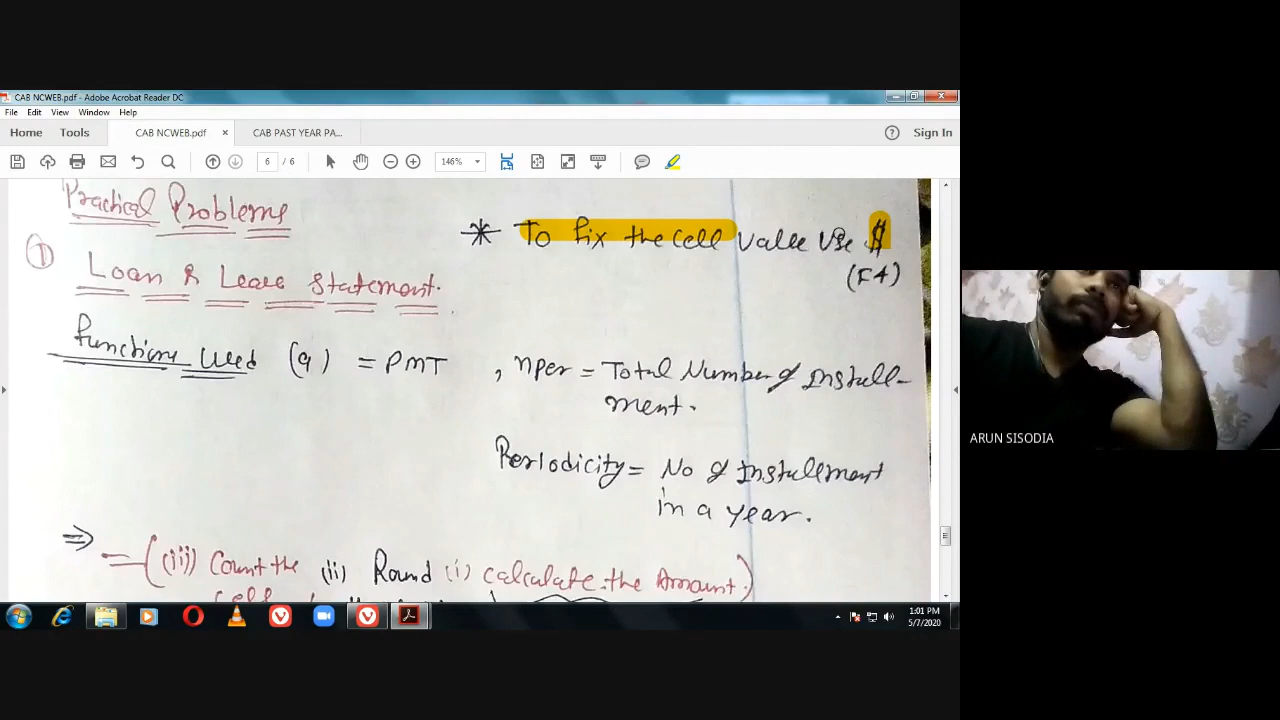 CAB NCWEB.pdf - Adobe Acrobat Reader DC
File Edit View Window Help
Home Tools CAB NCWEB.pdf × CAB PAST YEAR PA... Sign In
6 / 6 146%
Practical Problems
* To fix the cell value use $
(F4)
1 Loan & Lease Statement.
Functions used (a) = PMT , nper = Total Number of Install-
ment.
Periodicity = No of Installment
in a year.
⇒ = (iii) Count the (ii) Round (i) calculate the Amount)
cell
ARUN SISODIA
1:01 PM
5/7/2020